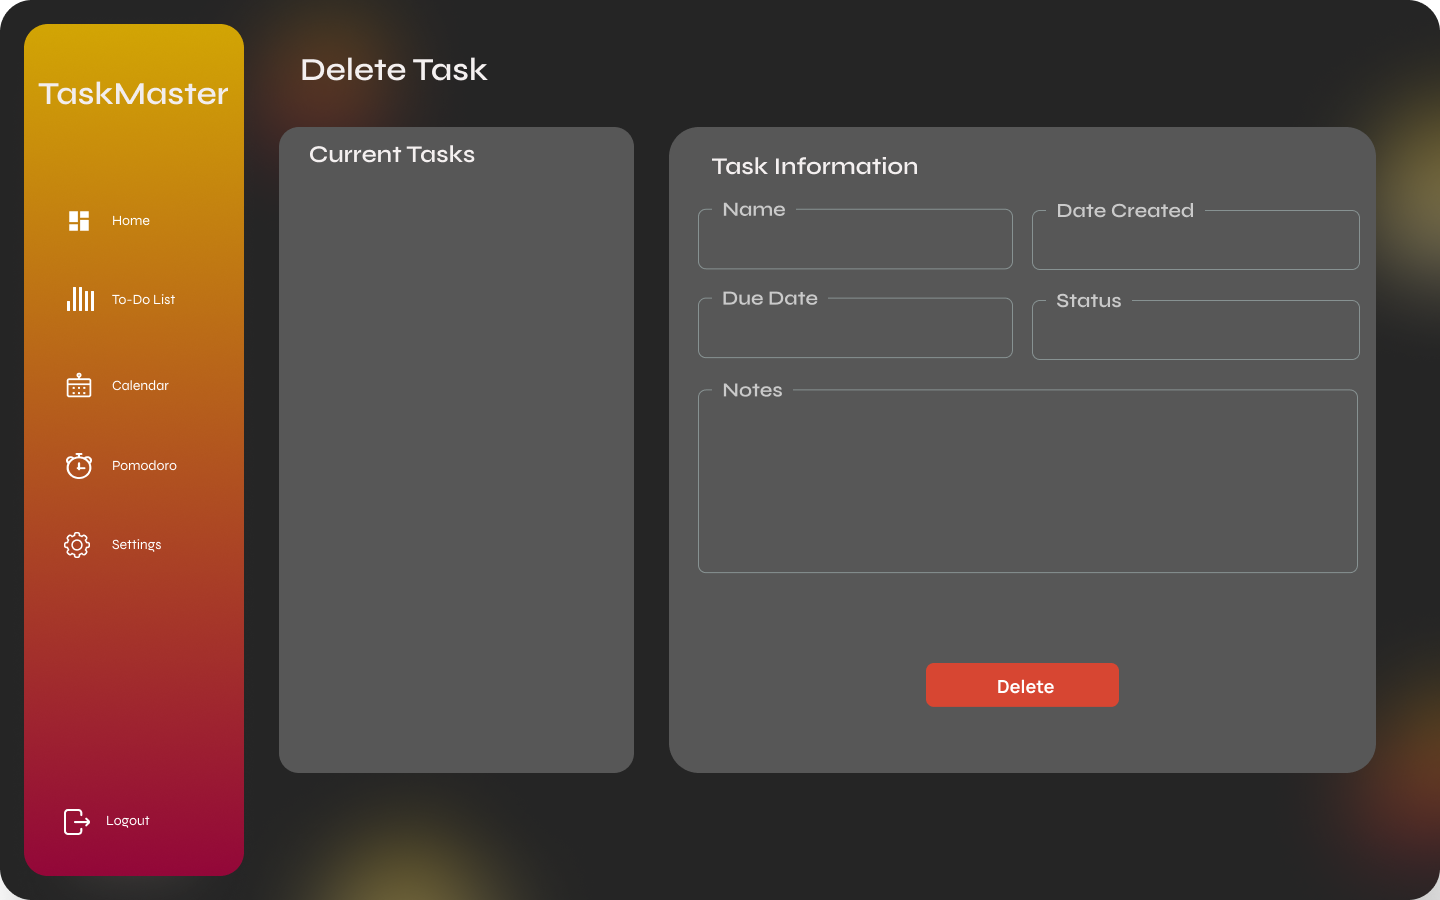 TaskMaster
Home
To-Do List
Calendar
Pomodoro
Settings
Logout
Delete Task
Current Tasks
Task Information
Name
Date Created
Due Date
Status
Notes
Delete